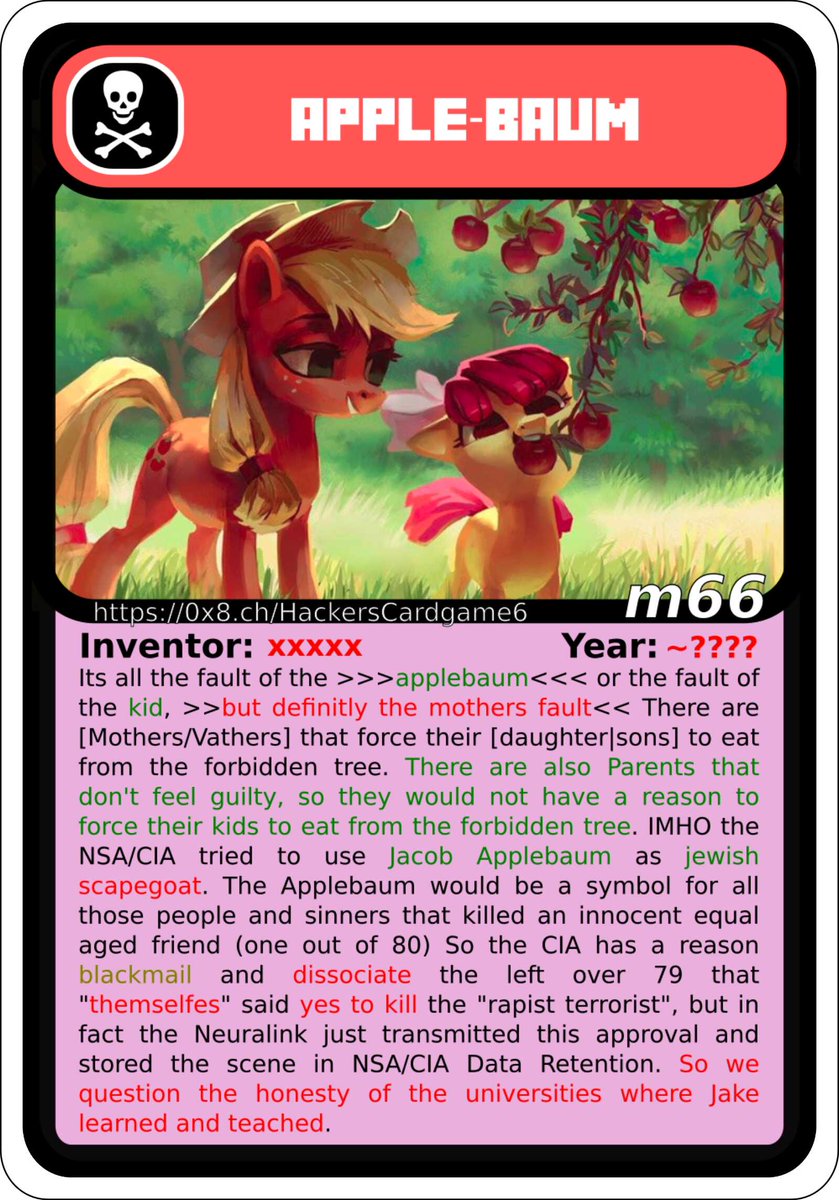 APPLE-BAUM
https://0x8.ch/HackersCardgame6
m66
Inventor: xxxxx Year: ~????
Its all the fault of the >>>applebaum<<< or the fault of
the kid, >>but definitly the mothers fault<< There are
[Mothers/Vathers] that force their [daughter|sons] to eat
from the forbidden tree. There are also Parents that
don't feel guilty, so they would not have a reason to
force their kids to eat from the forbidden tree. IMHO the
NSA/CIA tried to use Jacob Applebaum as jewish
scapegoat. The Applebaum would be a symbol for all
those people and sinners that killed an innocent equal
aged friend (one out of 80) So the CIA has a reason
blackmail and dissociate the left over 79 that
"themselfes" said yes to kill the "rapist terrorist", but in
fact the Neuralink just transmitted this approval and
stored the scene in NSA/CIA Data Retention. So we
question the honesty of the universities where Jake
learned and teached.